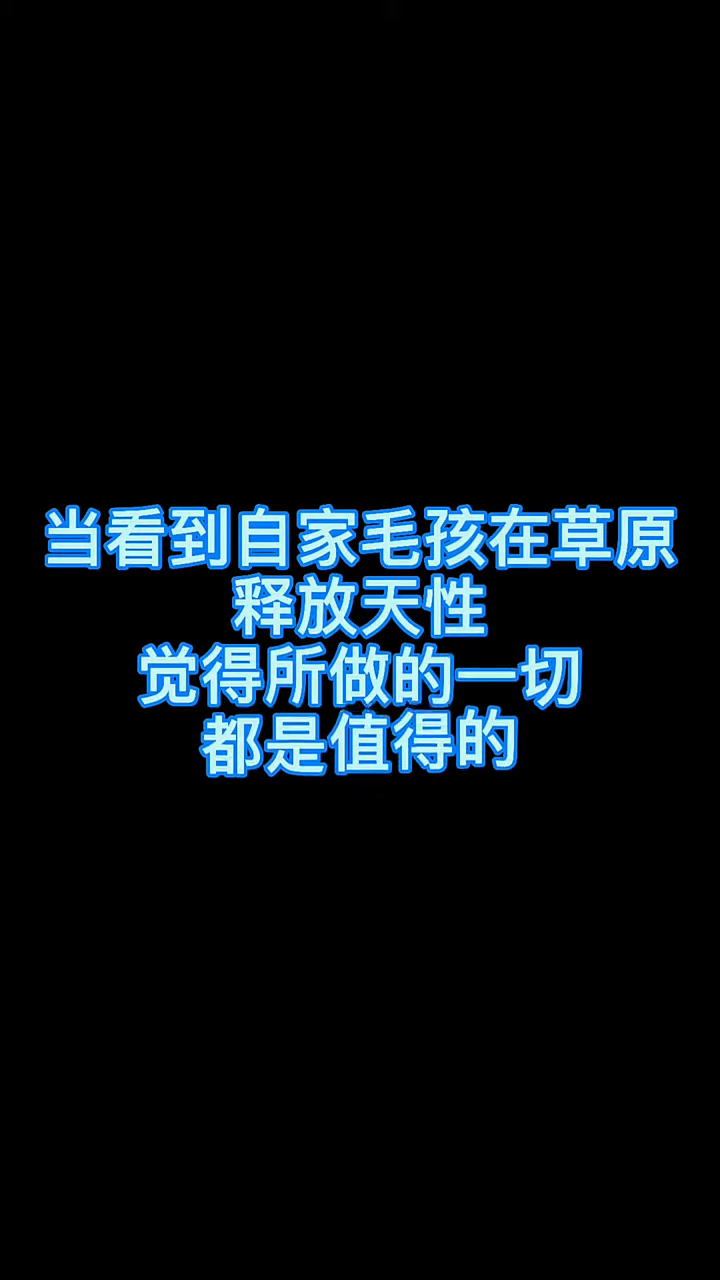 当看到自家毛孩在草原
释放天性
觉得所做的一切
都是值得的